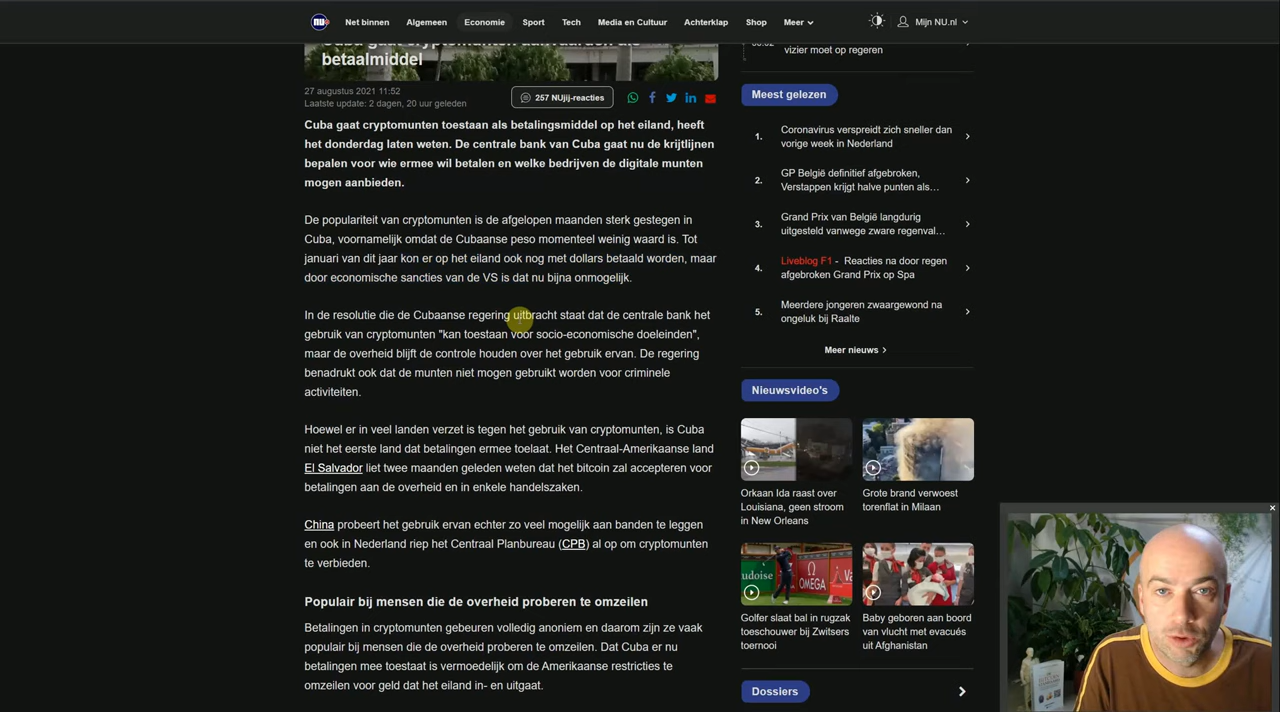 NU
Net binnen
Algemeen
Economie
Sport
Tech
Media en Cultuur
Achterklap
Shop
Meer
Mijn NU.nl
Cuba gaat cryptomunten aanvaarden als
betaalmiddel
27 augustus 2021 11:52
Laatste update: 2 dagen, 20 uur geleden
257 NUjij-reacties
Cuba gaat cryptomunten toestaan als betalingsmiddel op het eiland, heeft
het donderdag laten weten. De centrale bank van Cuba gaat nu de krijtlijnen
bepalen voor wie ermee wil betalen en welke bedrijven de digitale munten
mogen aanbieden.
De populariteit van cryptomunten is de afgelopen maanden sterk gestegen in
Cuba, voornamelijk omdat de Cubaanse peso momenteel weinig waard is. Tot
januari van dit jaar kon er op het eiland ook nog met dollars betaald worden, maar
door economische sancties van de VS is dat nu bijna onmogelijk.
In de resolutie die de Cubaanse regering uitbracht staat dat de centrale bank het
gebruik van cryptomunten "kan toestaan voor socio-economische doeleinden",
maar de overheid blijft de controle houden over het gebruik ervan. De regering
benadrukt ook dat de munten niet mogen gebruikt worden voor criminele
activiteiten.
Hoewel er in veel landen verzet is tegen het gebruik van cryptomunten, is Cuba
niet het eerste land dat betalingen ermee toelaat. Het Centraal-Amerikaanse land
El Salvador liet twee maanden geleden weten dat het bitcoin zal accepteren voor
betalingen aan de overheid en in enkele handelszaken.
China probeert het gebruik ervan echter zo veel mogelijk aan banden te leggen
en ook in Nederland riep het Centraal Planbureau (CPB) al op om cryptomunten
te verbieden.
Populair bij mensen die de overheid proberen te omzeilen
Betalingen in cryptomunten gebeuren volledig anoniem en daarom zijn ze vaak
populair bij mensen die de overheid proberen te omzeilen. Dat Cuba er nu
betalingen mee toestaat is vermoedelijk om de Amerikaanse restricties te
omzeilen voor geld dat het eiland in- en uitgaat.
vizier moet op regeren
Meest gelezen
1. Coronavirus verspreidt zich sneller dan
vorige week in Nederland
2. GP België definitief afgebroken,
Verstappen krijgt halve punten als…
3. Grand Prix van België langdurig
uitgesteld vanwege zware regenval…
4. Liveblog F1 - Reacties na door regen
afgebroken Grand Prix op Spa
5. Meerdere jongeren zwaargewond na
ongeluk bij Raalte
Meer nieuws
Nieuwsvideo's
Orkaan Ida raast over
Louisiana, geen stroom
in New Orleans
Grote brand verwoest
torenflat in Milaan
udoise
OMEGA
Golfer slaat bal in rugzak
toeschouwer bij Zwitsers
toernooi
Baby geboren aan boord
van vlucht met evacués
uit Afghanistan
Dossiers